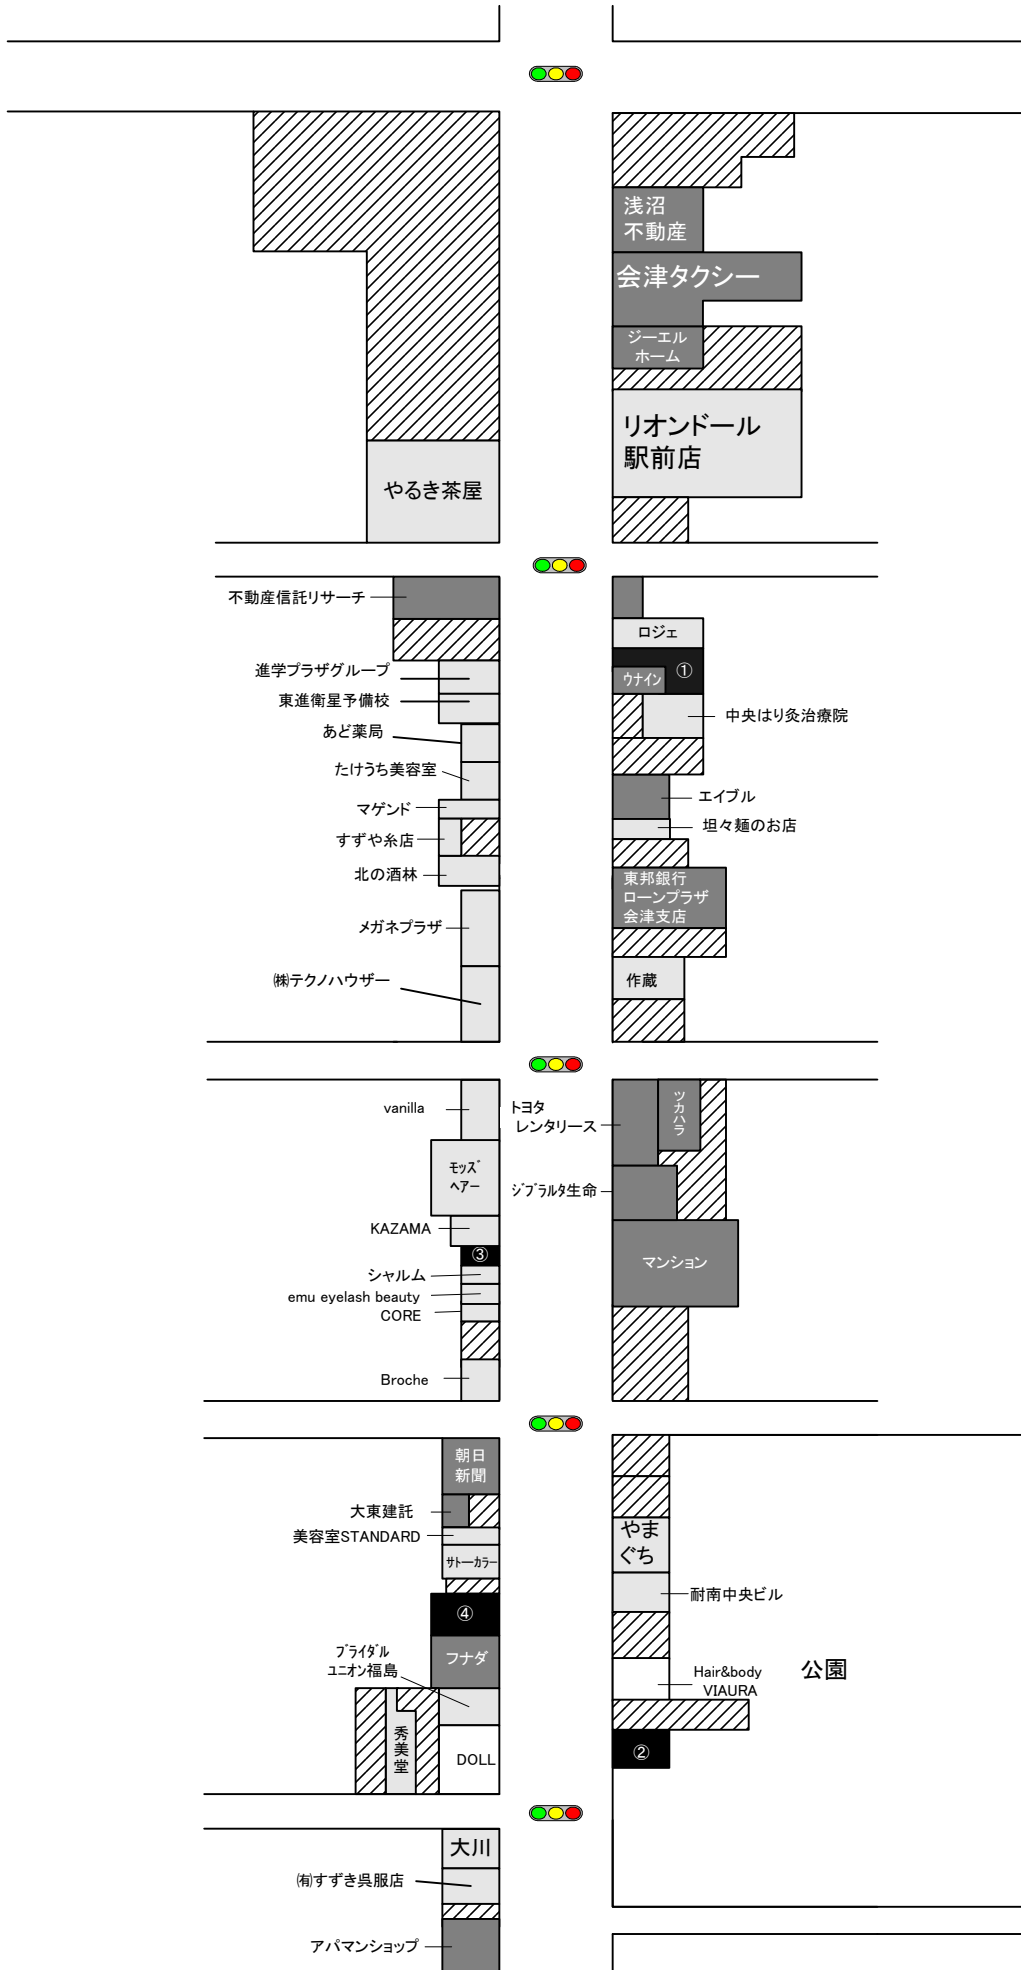 浅沼
不動産
会津タクシー
ジーエル
ホーム
リオンドール
駅前店
やるき茶屋
不動産信託リサーチ
進学プラザグループ
東進衛星予備校
あど薬局
たけうち美容室
マゲンド
すずや糸店
北の酒林
メガネプラザ
㈱テクノハウザー
ロジェ
①
ウナイン
中央はり灸治療院
エイブル
坦々麺のお店
東邦銀行
ローンプラザ
会津支店
作蔵
vanilla
モッズ
ヘアー
KAZAMA
③
シャルム
emu eyelash beauty
CORE
Broche
トヨタ
レンタリース
ツカハラ
ジブラルタ生命
マンション
朝日
新聞
大東建託
美容室STANDARD
サトーカラー
④
フナダ
ブライダル
ユニオン福島
秀美堂
DOLL
やま
ぐち
耐南中央ビル
Hair&body
VIAURA
公園
②
大川
㈲すずき呉服店
アパマンショップ